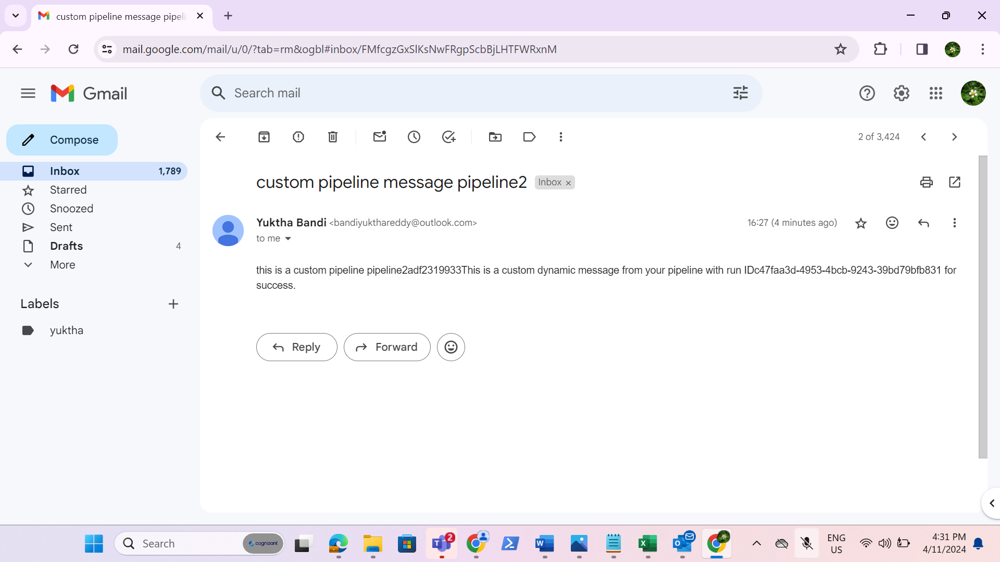 custom pipeline message pipeli
mail.google.com/mail/u/0/?tab=rm&ogbl#inbox/FMfcgzGxSlKsNwFRgpScbBjLHTFWRxnM
Gmail
Search mail
Compose
2 of 3,424
Inbox 1,789
Starred
Snoozed
Sent
Drafts 4
More
Labels
yuktha
custom pipeline message pipeline2 Inbox
Yuktha Bandi <bandiyukthareddy@outlook.com> 16:27 (4 minutes ago)
to me
this is a custom pipeline pipeline2adf2319933This is a custom dynamic message from your pipeline with run IDc47faa3d-4953-4bcb-9243-39bd79bfb831 for
success.
Reply Forward
Search cognizant
2
ENG
US
4:31 PM
4/11/2024